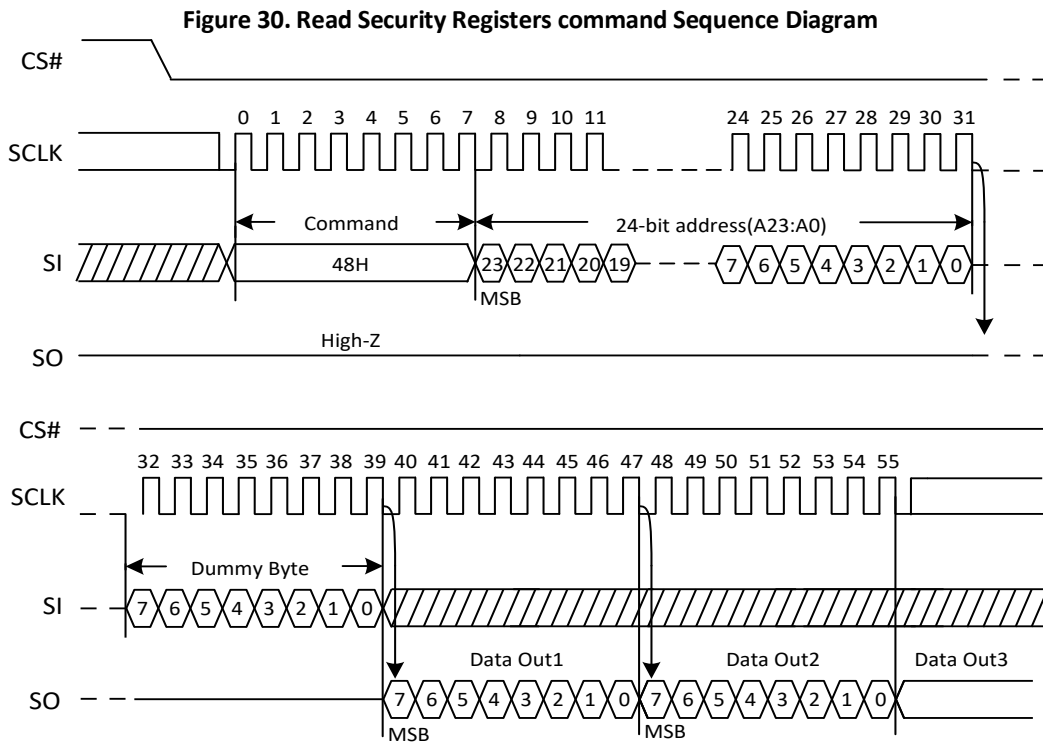 Figure 30. Read Security Registers command Sequence Diagram
CS#
0 1 2 3 4 5 6 7 8 9 10 11 24 25 26 27 28 29 30 31
SCLK
Command 24-bit address(A23:A0)
SI 48H 23 22 21 20 19 7 6 5 4 3 2 1 0
MSB
High-Z
SO
CS#
32 33 34 35 36 37 38 39 40 41 42 43 44 45 46 47 48 49 50 51 52 53 54 55
SCLK
Dummy Byte
SI 7 6 5 4 3 2 1 0
Data Out1 Data Out2 Data Out3
SO 7 6 5 4 3 2 1 0 7 6 5 4 3 2 1 0
MSB MSB